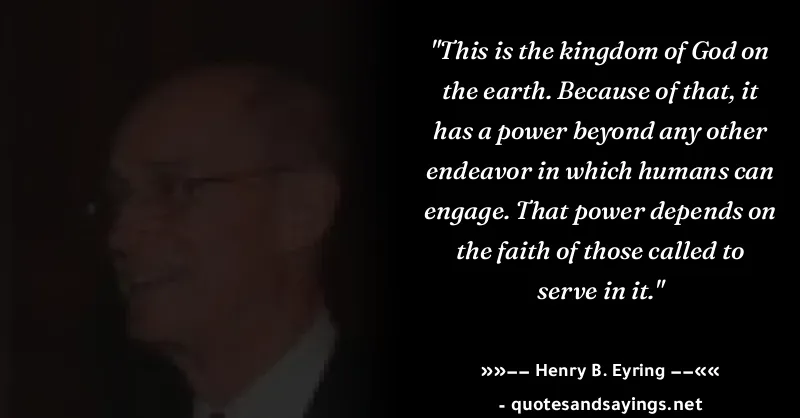 "This is the kingdom of God on
the earth. Because of that, it
has a power beyond any other
endeavor in which humans can
engage. That power depends on
the faith of those called to
serve in it."
»»−− Henry B. Eyring −−««
- quotesandsayings.net